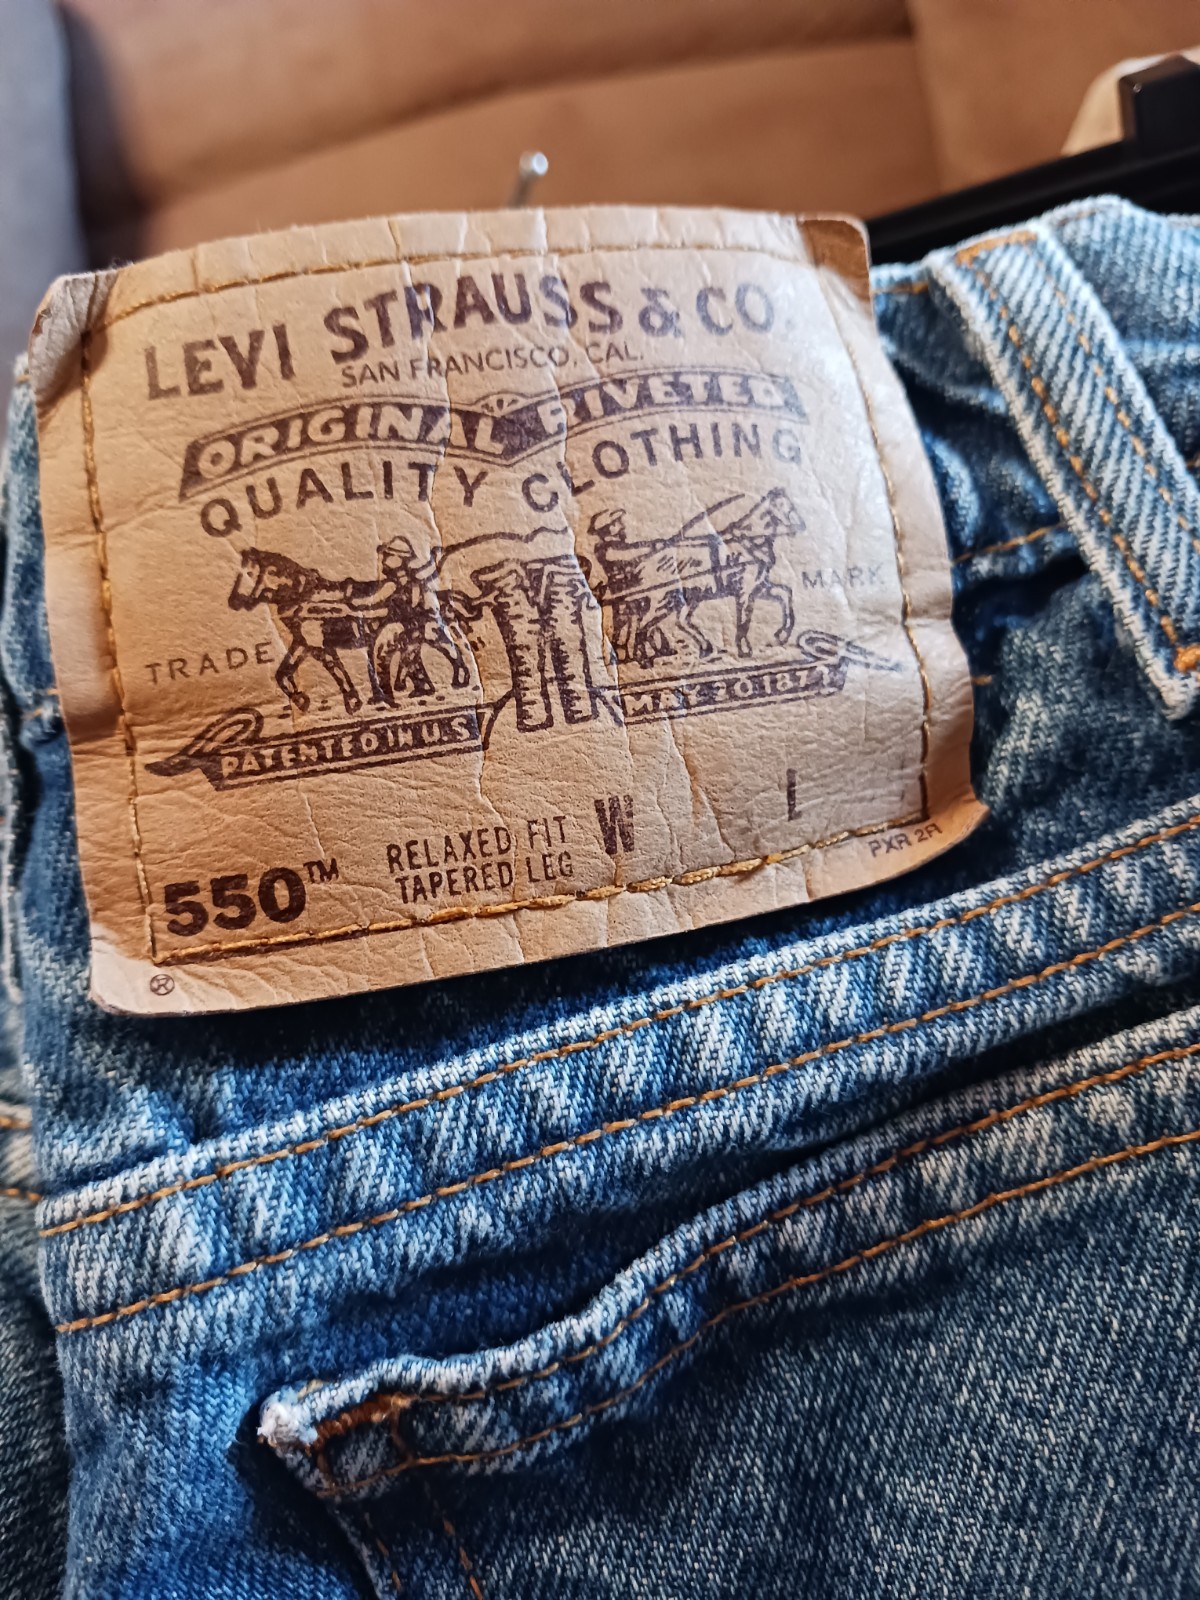 LEVI STRAUSS & CO.
SAN FRANCISCO, CAL.
ORIGINAL RIVETED
QUALITY CLOTHING
TRADE MARK
PATENTED IN U.S. MAY 20 1873
550™ RELAXED FIT W L
TAPERED LEG
PXR 2R
®